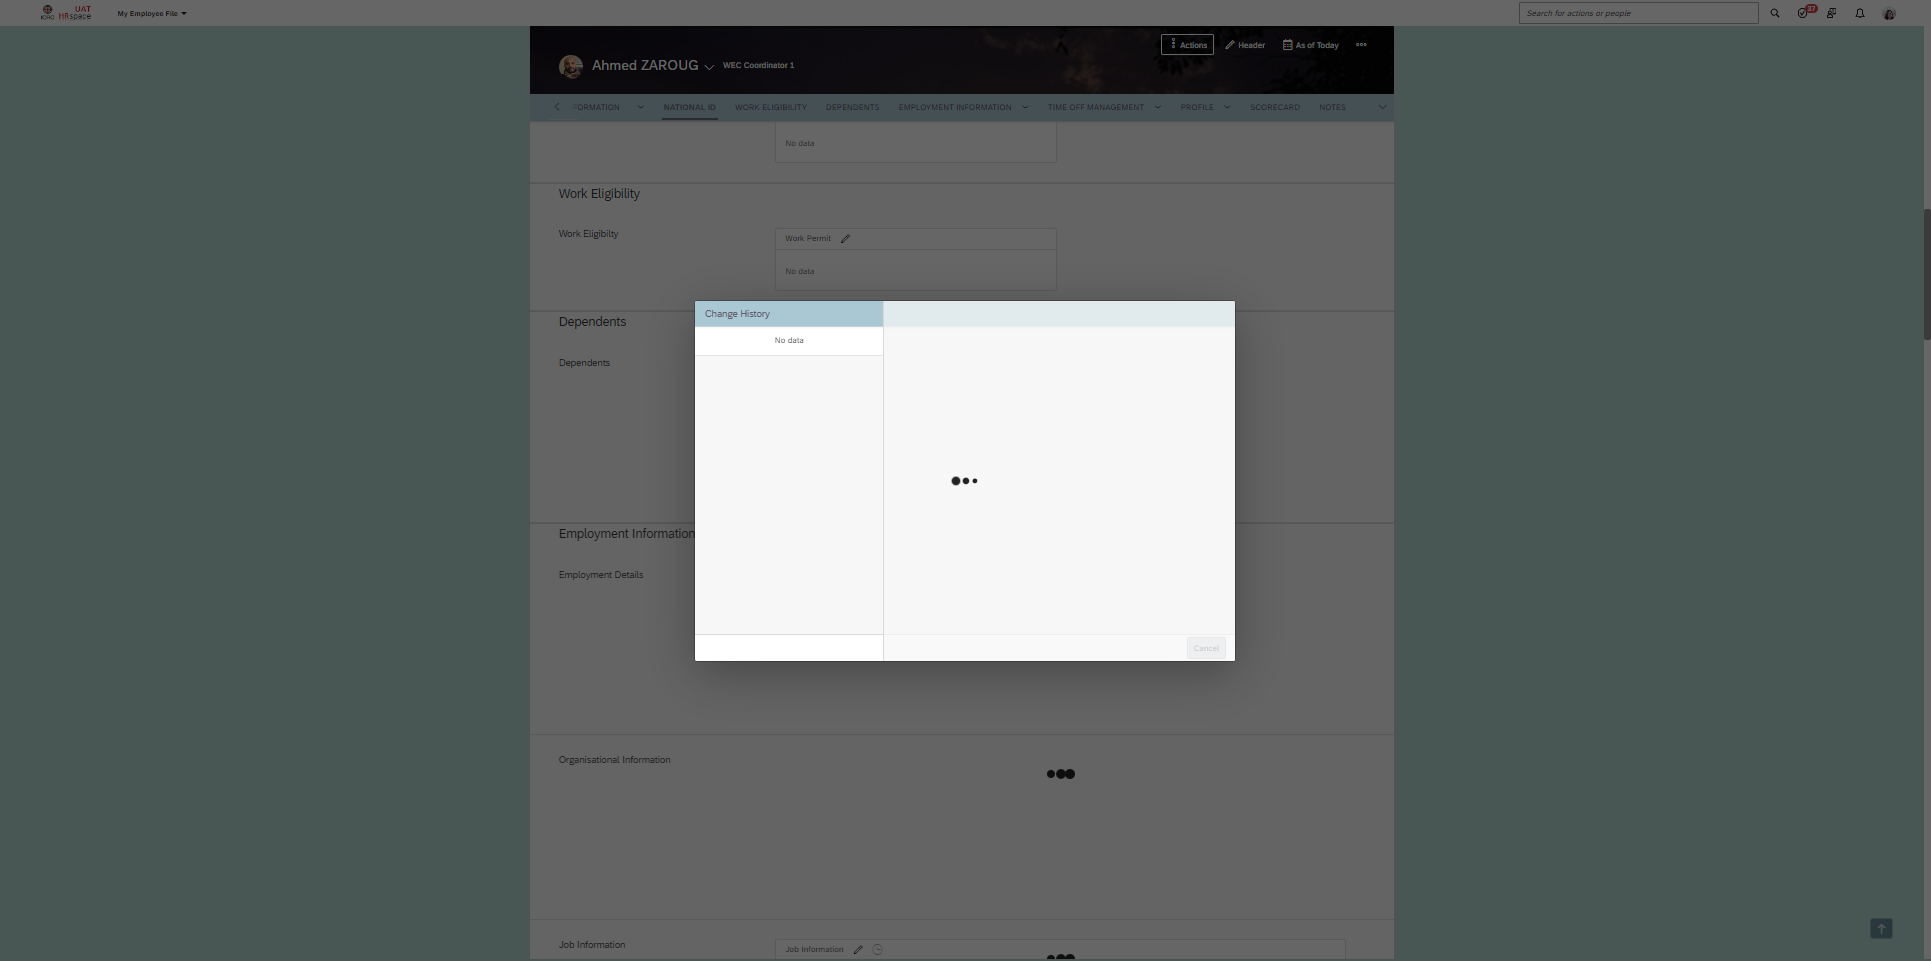 ICRC
UAT
HRspace
My Employee File
Search for actions or people
37
Actions
Header
As of Today
Ahmed ZAROUG
WEC Coordinator 1
FORMATION
NATIONAL ID
WORK ELIGIBILITY
DEPENDENTS
EMPLOYMENT INFORMATION
TIME OFF MANAGEMENT
PROFILE
SCORECARD
NOTES
No data
Work Eligibility
Work Eligibilty
Work Permit
No data
Dependents
Dependents
Change History
No data
Cancel
Employment Information
Employment Details
Organisational Information
Job Information
Job Information